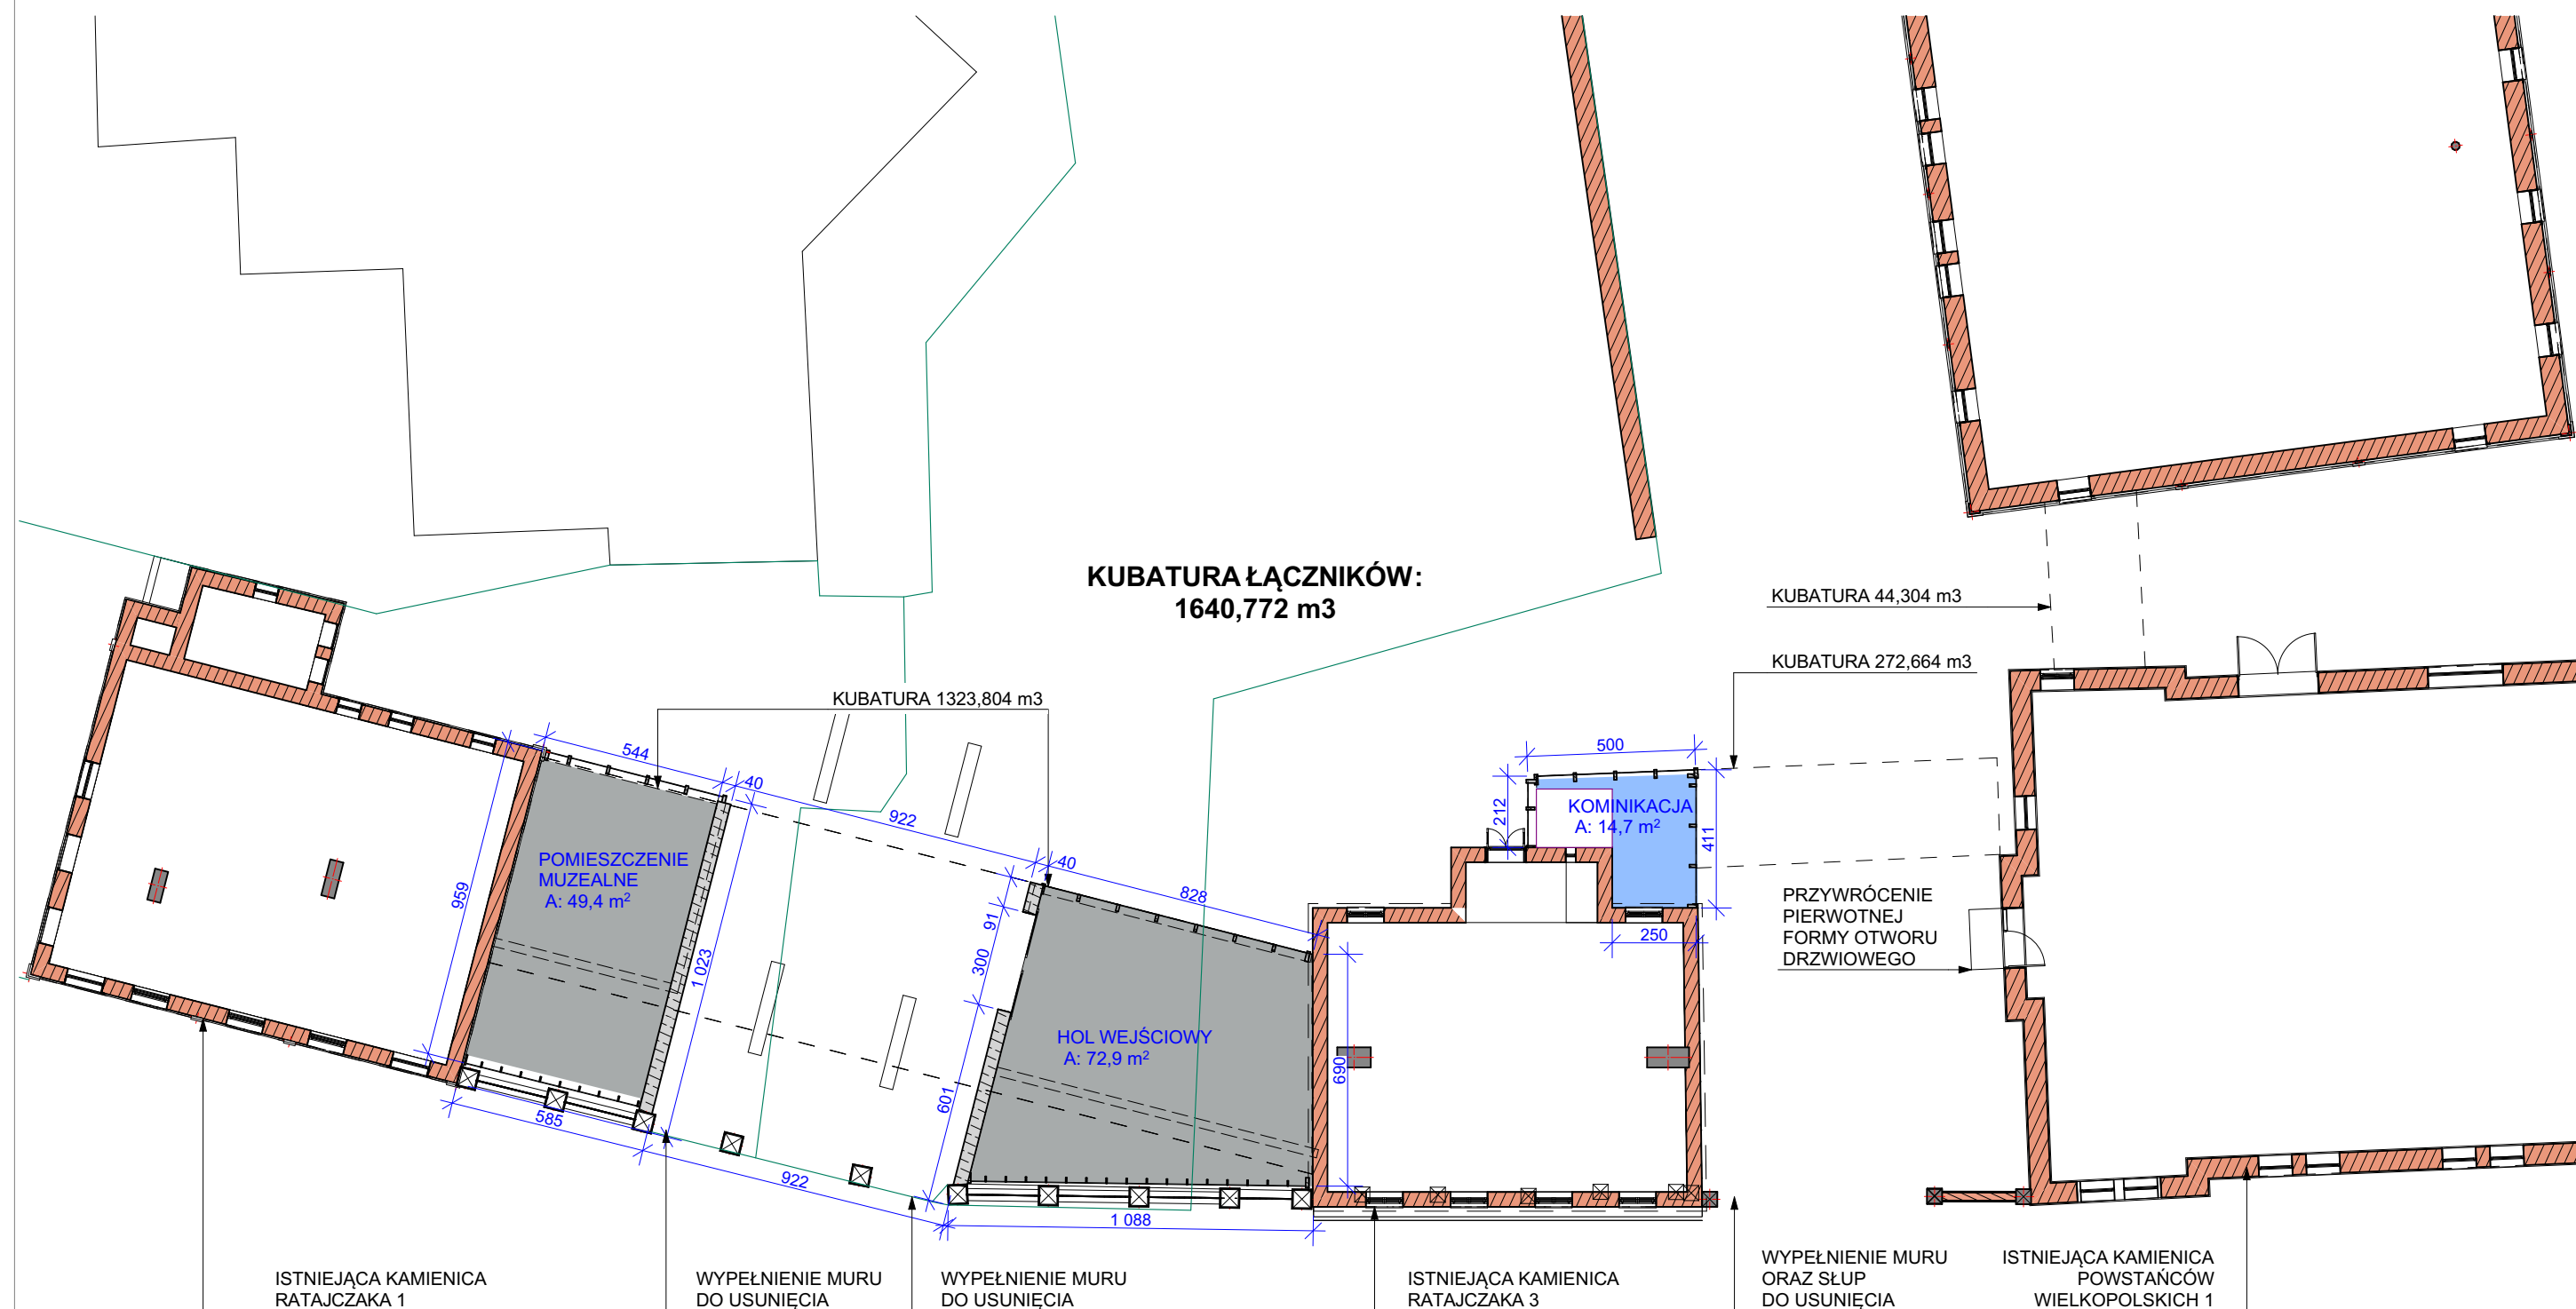 KUBATURA ŁĄCZNIKÓW:
1640,772 m3
KUBATURA 44,304 m3
KUBATURA 272,664 m3
KUBATURA 1323,804 m3
544
40
922
40
828
500
212
KOMINIKACJA
A: 14,7 m²
411
250
POMIESZCZENIE
MUZEALNE
A: 49,4 m²
959
1 023
91
300
601
HOL WEJŚCIOWY
A: 72,9 m²
690
PRZYWRÓCENIE
PIERWOTNEJ
FORMY OTWORU
DRZWIOWEGO
585
922
1 088
ISTNIEJĄCA KAMIENICA
RATAJCZAKA 1
WYPEŁNIENIE MURU
DO USUNIĘCIA
WYPEŁNIENIE MURU
DO USUNIĘCIA
ISTNIEJĄCA KAMIENICA
RATAJCZAKA 3
WYPEŁNIENIE MURU
ORAZ SŁUP
DO USUNIĘCIA
ISTNIEJĄCA KAMIENICA
POWSTAŃCÓW
WIELKOPOLSKICH 1